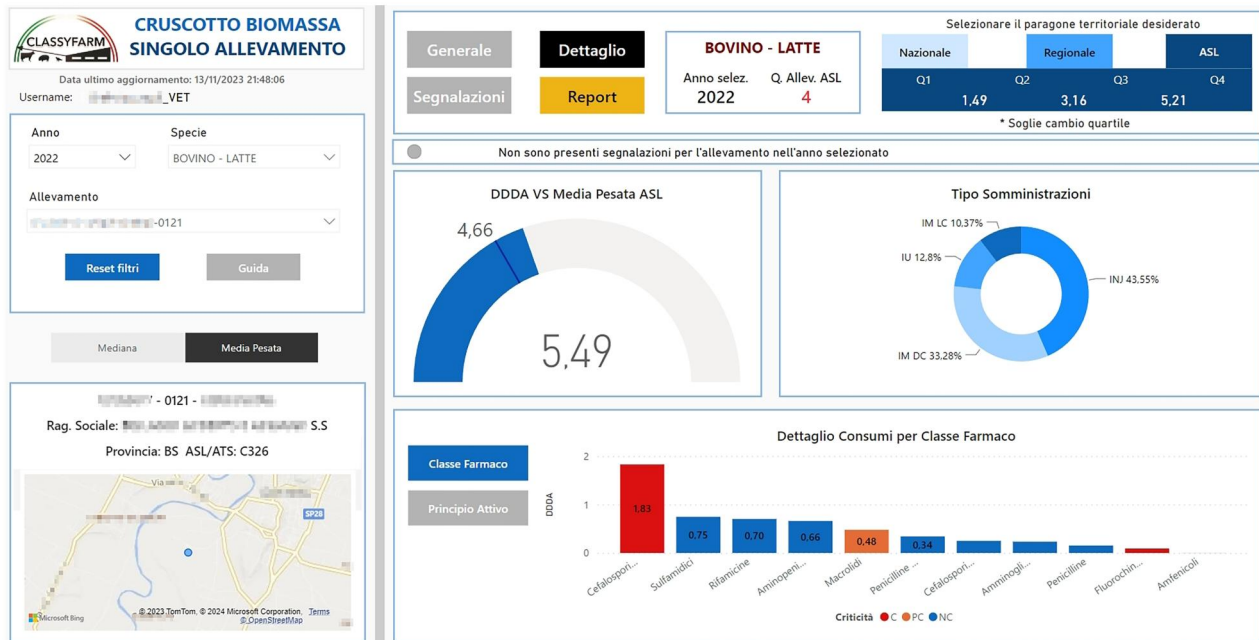 CLASSYFARM
CRUSCOTTO BIOMASSA
SINGOLO ALLEVAMENTO
Data ultimo aggiornamento: 13/11/2023 21:48:06
Username: _VET
Anno
Specie
2022
BOVINO - LATTE
Allevamento
-0121
Reset filtri
Guida
Mediana
Media Pesata
- 0121 -
Rag. Sociale: S.S
Provincia: BS ASL/ATS: C326
Via
SP28
Microsoft Bing
© 2023 TomTom, © 2024 Microsoft Corporation, Terms
© OpenStreetMap
Generale
Dettaglio
Segnalazioni
Report
BOVINO - LATTE
Anno selez. Q. Allev. ASL
2022 4
Selezionare il paragone territoriale desiderato
Nazionale Regionale ASL
Q1 Q2 Q3 Q4
1,49 3,16 5,21
* Soglie cambio quartile
Non sono presenti segnalazioni per l'allevamento nell'anno selezionato
DDDA VS Media Pesata ASL
4,66
5,49
Tipo Somministrazioni
IM LC 10,37%
IU 12,8%
INJ 43,55%
IM DC 33,28%
Classe Farmaco
Principio Attivo
Dettaglio Consumi per Classe Farmaco
DDDA
2
1
0
1,83
0,75
0,70
0,66
0,48
0,34
Cefalospori...
Sulfamidici
Rifamicine
Aminopeni...
Macrolidi
Penicilline ...
Cefalospori...
Amminogli...
Penicilline
Fluorochin...
Amfenicoli
Criticità C PC NC